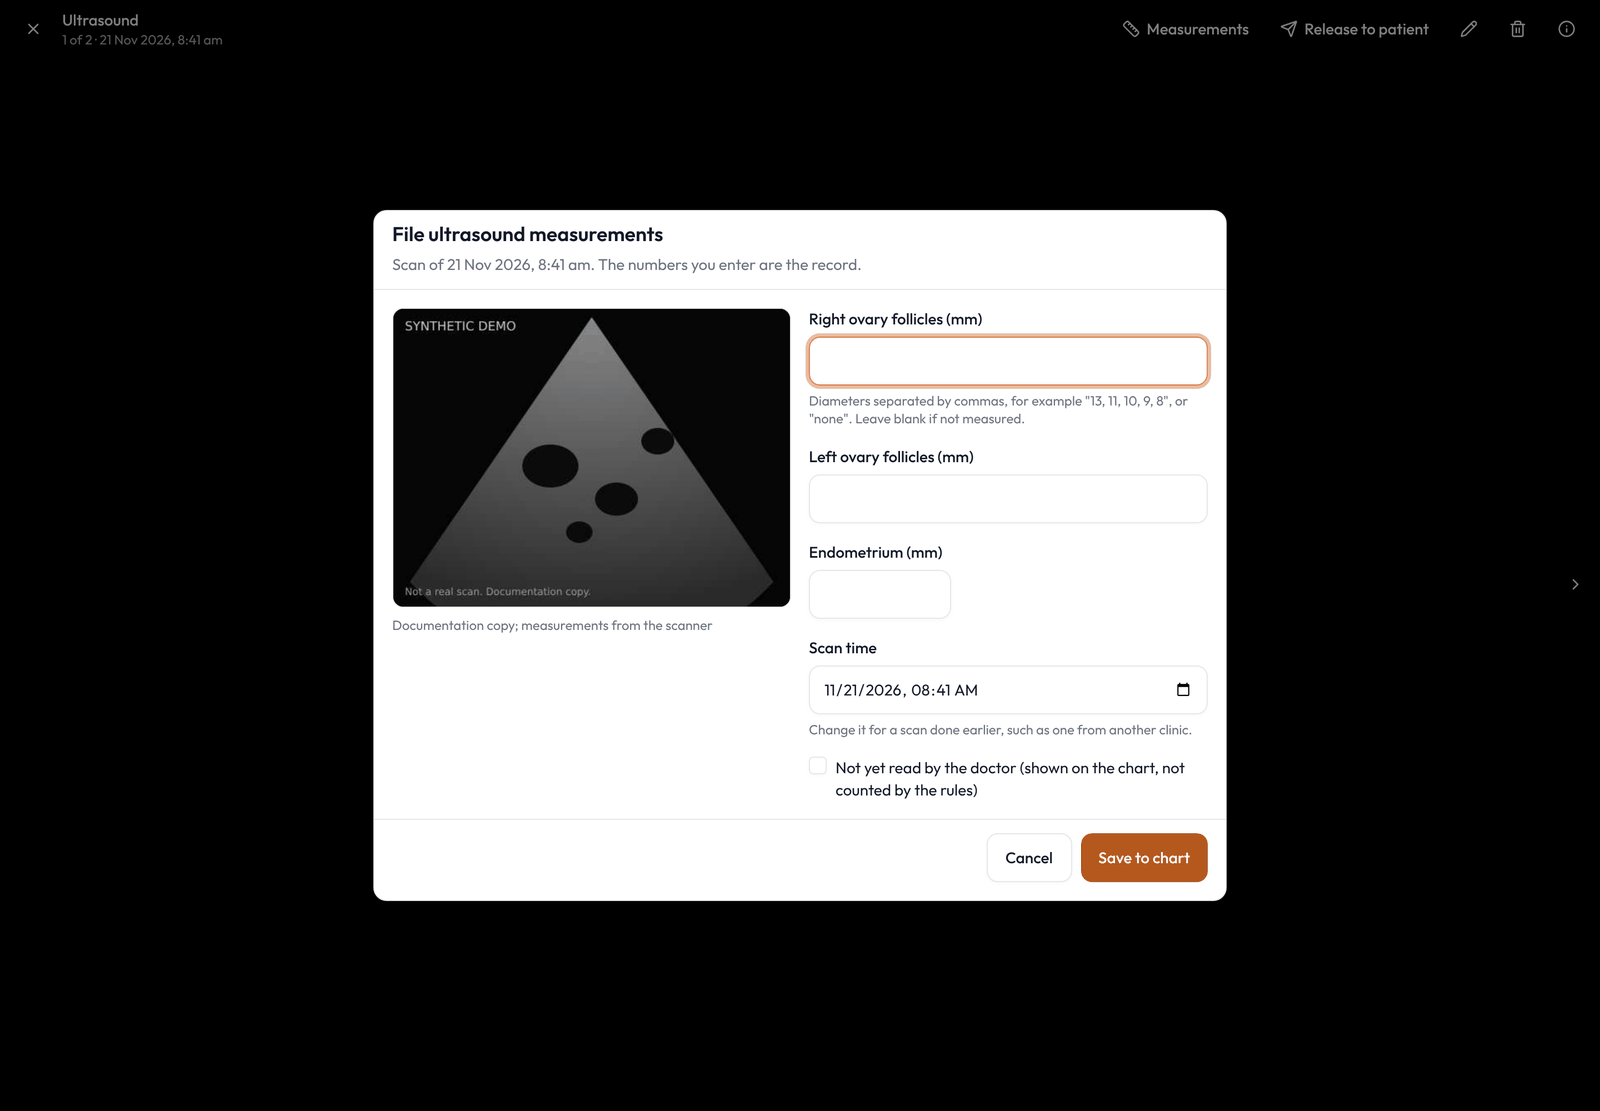 Ultrasound
1 of 2 · 21 Nov 2026, 8:41 am
Measurements
Release to patient
File ultrasound measurements
Scan of 21 Nov 2026, 8:41 am. The numbers you enter are the record.
SYNTHETIC DEMO
Not a real scan. Documentation copy.
Documentation copy; measurements from the scanner
Right ovary follicles (mm)
Diameters separated by commas, for example "13, 11, 10, 9, 8", or
"none". Leave blank if not measured.
Left ovary follicles (mm)
Endometrium (mm)
Scan time
11/21/2026, 08:41 AM
Change it for a scan done earlier, such as one from another clinic.
Not yet read by the doctor (shown on the chart, not
counted by the rules)
Cancel
Save to chart